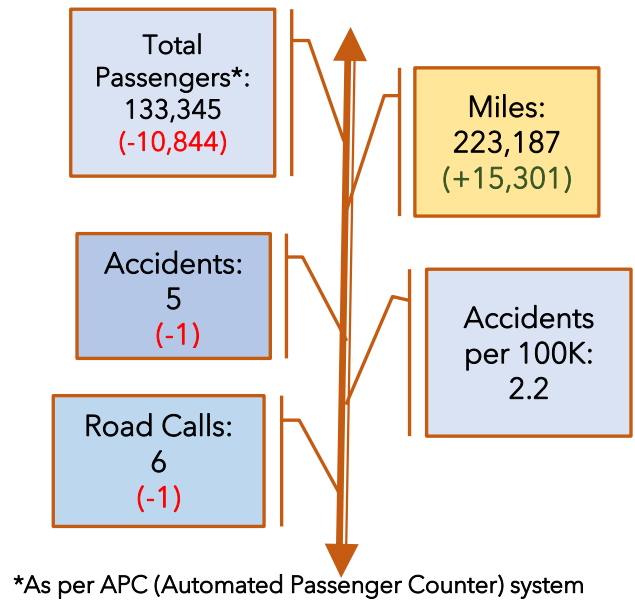 Total
Passengers*:
133,345
(-10,844)
Miles:
223,187
(+15,301)
Accidents:
5
(-1)
Accidents
per 100K:
2.2
Road Calls:
6
(-1)
*As per APC (Automated Passenger Counter) system